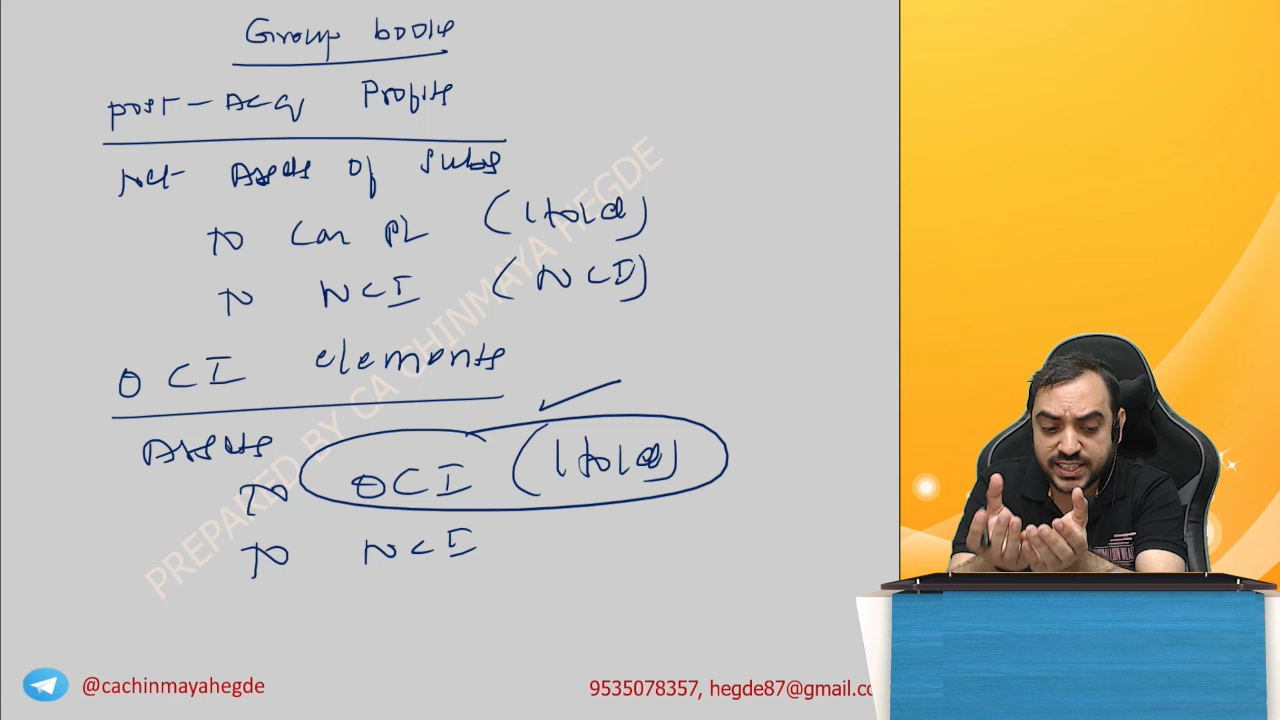 Group books
Post-Acq Profits
Net Assets of Subs
To Con PL (Hold)
To NCI (NCI)
OCI elements
Assets
To OCI (Hold)
To NCI
PREPARED BY CA CHINMAYA HEGDE
@cachinmayahegde
9535078357, hegde87@gmail.co